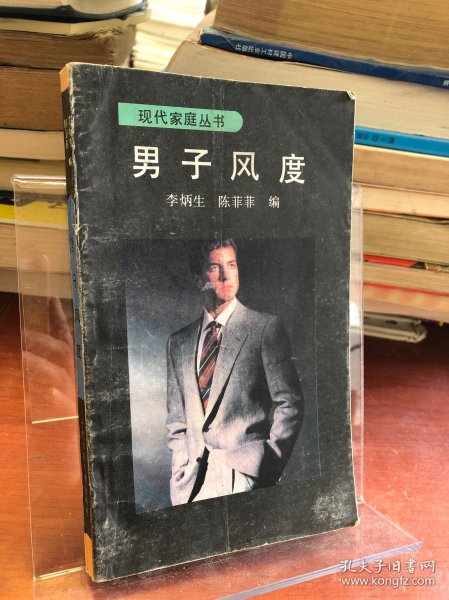 现代家庭丛书
男子风度
李炳生 陈菲菲 编
孔夫子旧书网
www.kongfz.com